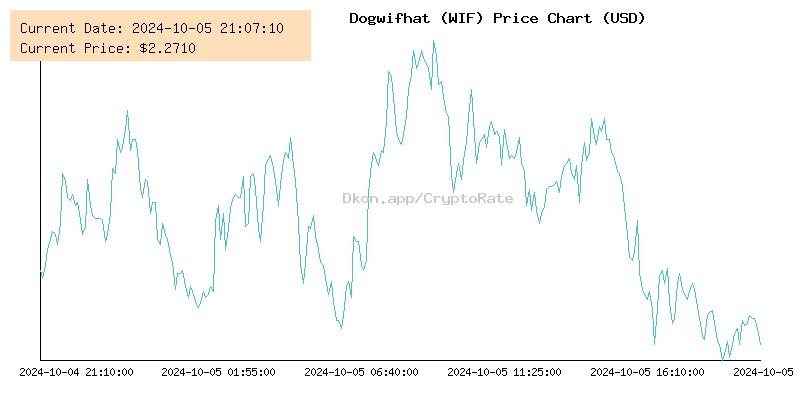 Dogwifhat (WIF) Price Chart (USD)
Current Date: 2024-10-05 21:07:10
Current Price: $2.2710
Dkon.app/CryptoRate
2024-10-04 21:10:00 2024-10-05 01:55:00 2024-10-05 06:40:00 2024-10-05 11:25:00 2024-10-05 16:10:00 2024-10-05